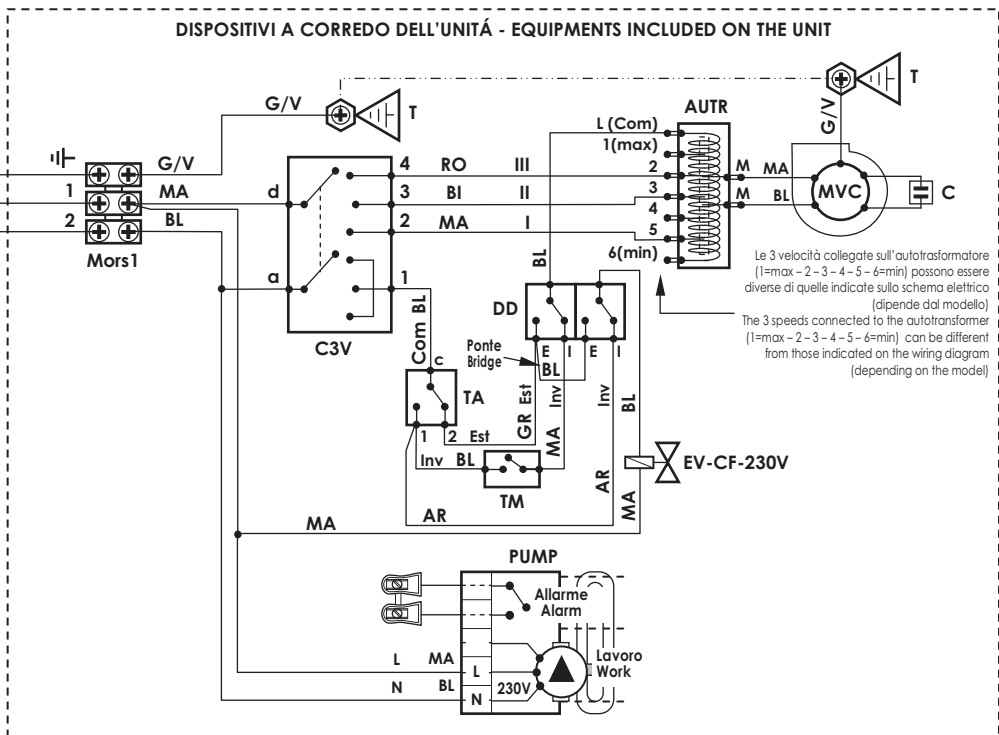 DISPOSITIVI A CORREDO DELL'UNITÁ - EQUIPMENTS INCLUDED ON THE UNIT
G/V
T
T
G/V
AUTR
L (Com)
1(max)
2
3
4
5
6(min)
M
MA
M
BL
MVC
C
G/V
1
MA
2
BL
Mors1
d
a
4
RO
III
3
BI
II
2
MA
I
1
C3V
Le 3 velocità collegate sull'autotrasformatore
(1=max – 2 – 3 – 4 – 5 – 6=min) possono essere
diverse di quelle indicate sullo schema elettrico
(dipende dal modello)
The 3 speeds connected to the autotransformer
(1=max – 2 – 3 – 4 – 5 – 6=min) can be different
from those indicated on the wiring diagram
(depending on the model)
BL
DD
E
I
E
I
Ponte
Bridge
BL
Com BL
c
TA
1
2
Est
Inv
BL
TM
GR Est
MA Inv
AR Inv
BL
MA
EV-CF-230V
AR
MA
PUMP
Allarme
Alarm
L
MA
L
N
BL
N
230V
Lavoro
Work